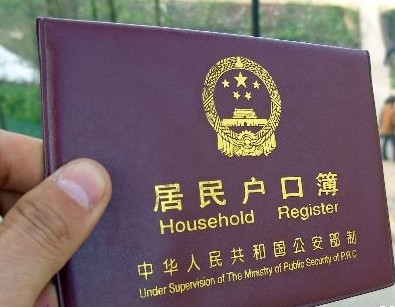 居民户口簿
Household Register
中华人民共和国公安部制
Under Supervision of The Ministry of Public Security of P.R.C